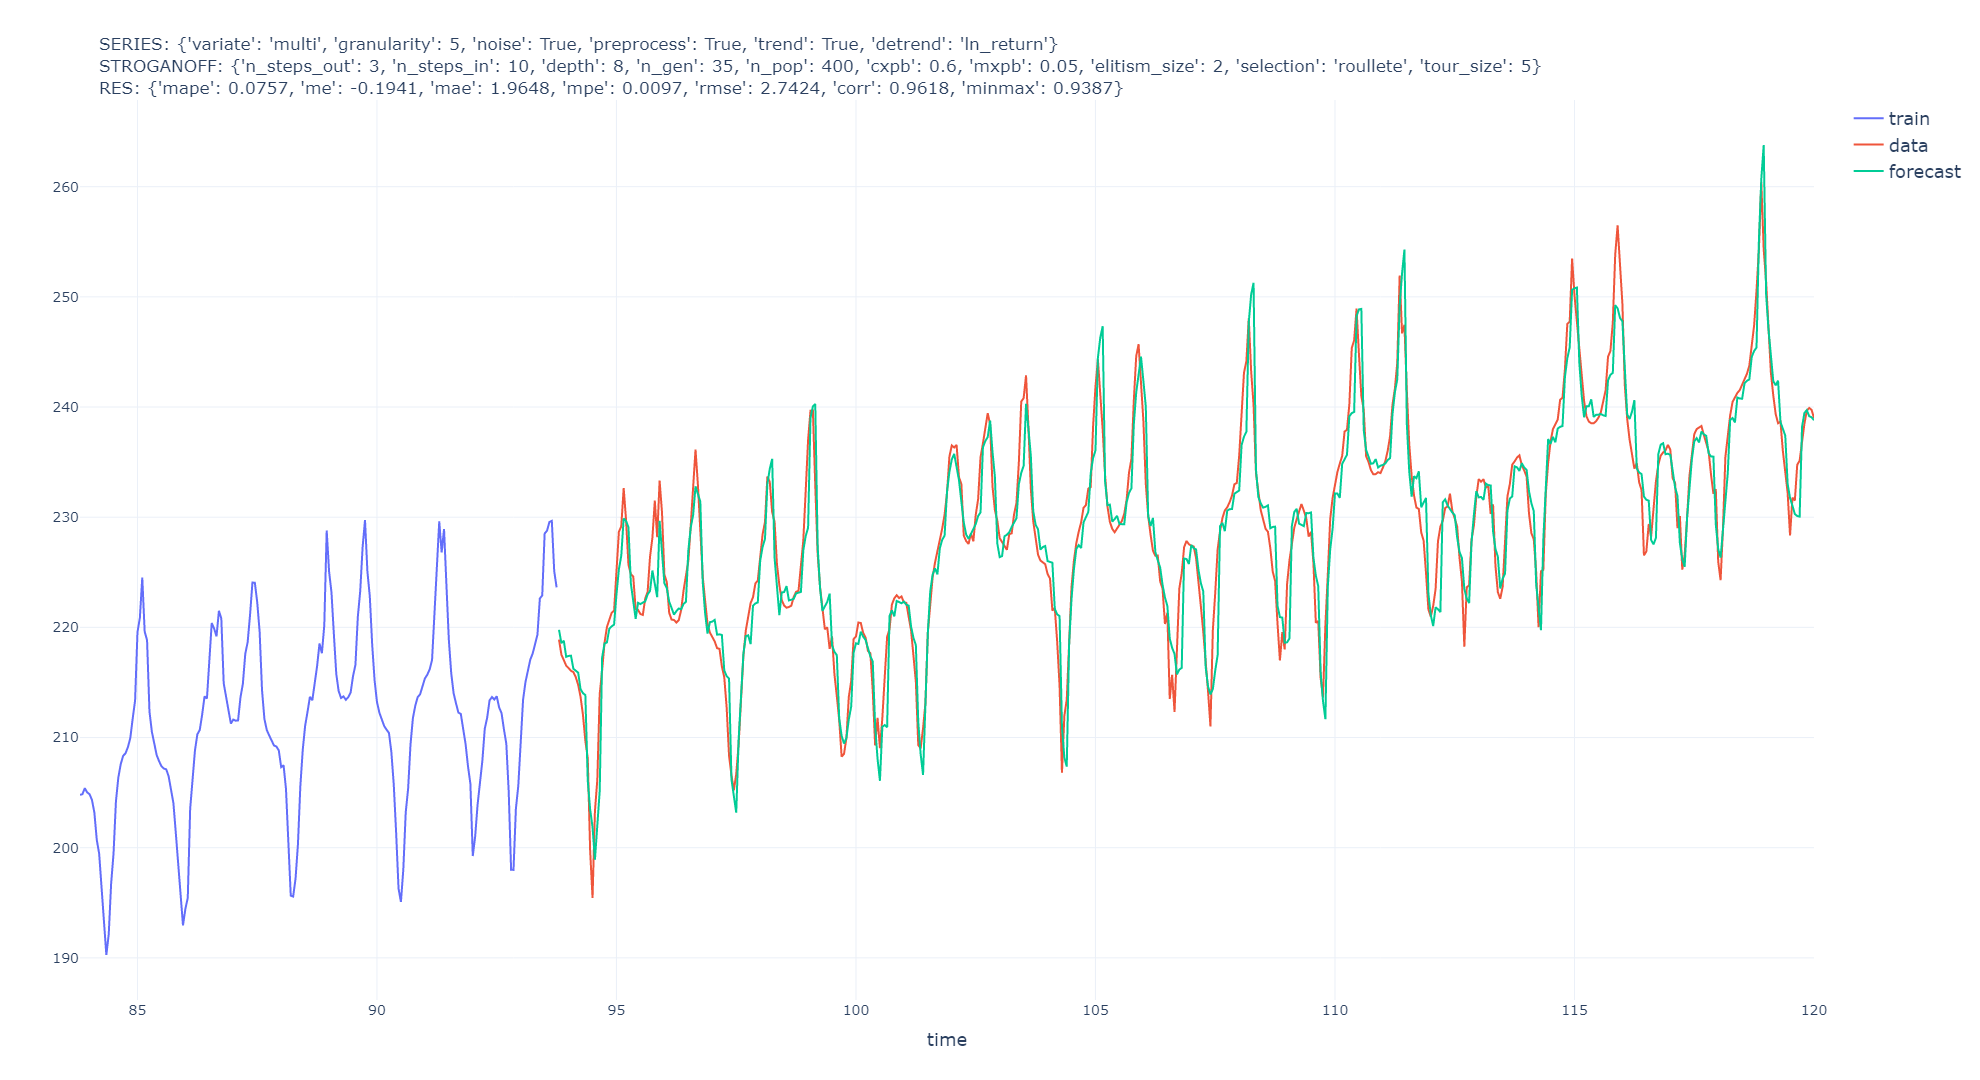 SERIES: {'variate': 'multi', 'granularity': 5, 'noise': True, 'preprocess': True, 'trend': True, 'detrend': 'ln_return'}
STROGANOFF: {'n_steps_out': 3, 'n_steps_in': 10, 'depth': 8, 'n_gen': 35, 'n_pop': 400, 'cxpb': 0.6, 'mxpb': 0.05, 'elitism_size': 2, 'selection': 'roullete', 'tour_size': 5}
RES: {'mape': 0.0757, 'me': -0.1941, 'mae': 1.9648, 'mpe': 0.0097, 'rmse': 2.7424, 'corr': 0.9618, 'minmax': 0.9387}
train
data
forecast
260
250
240
230
220
210
200
190
85 90 95 100 105 110 115 120
time